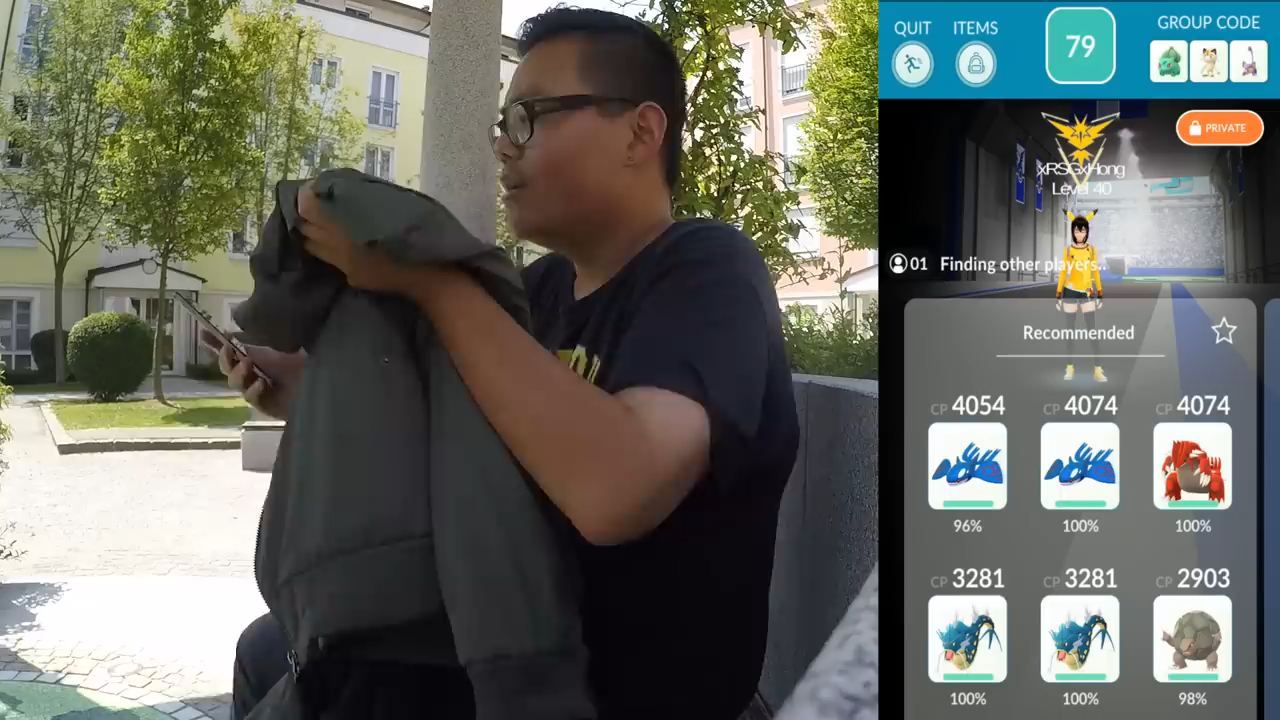 QUIT
ITEMS
79
GROUP CODE
PRIVATE
xRSGxHong
Level 40
01 Finding other players..
Recommended
CP 4054
CP 4074
CP 4074
96%
100%
100%
CP 3281
CP 3281
CP 2903
100%
100%
98%